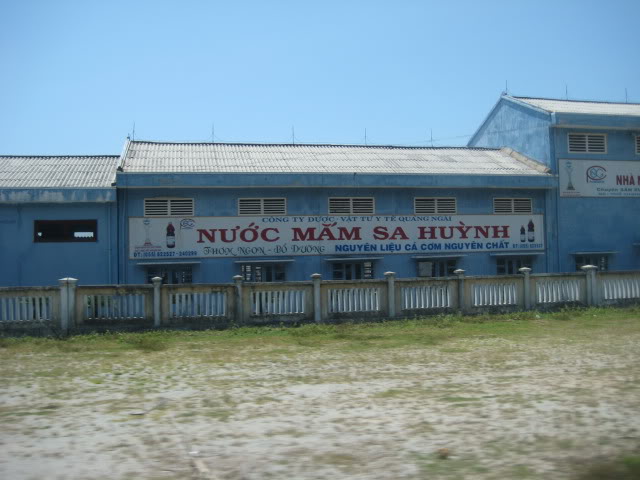 CÔNG TY DƯỢC - VẬT TƯ Y TẾ QUẢNG NGÃI
NƯỚC MẮM SA HUỲNH
Thơm Ngon - Bổ Dưỡng NGUYÊN LIỆU CÁ CƠM NGUYÊN CHẤT
NHÀ